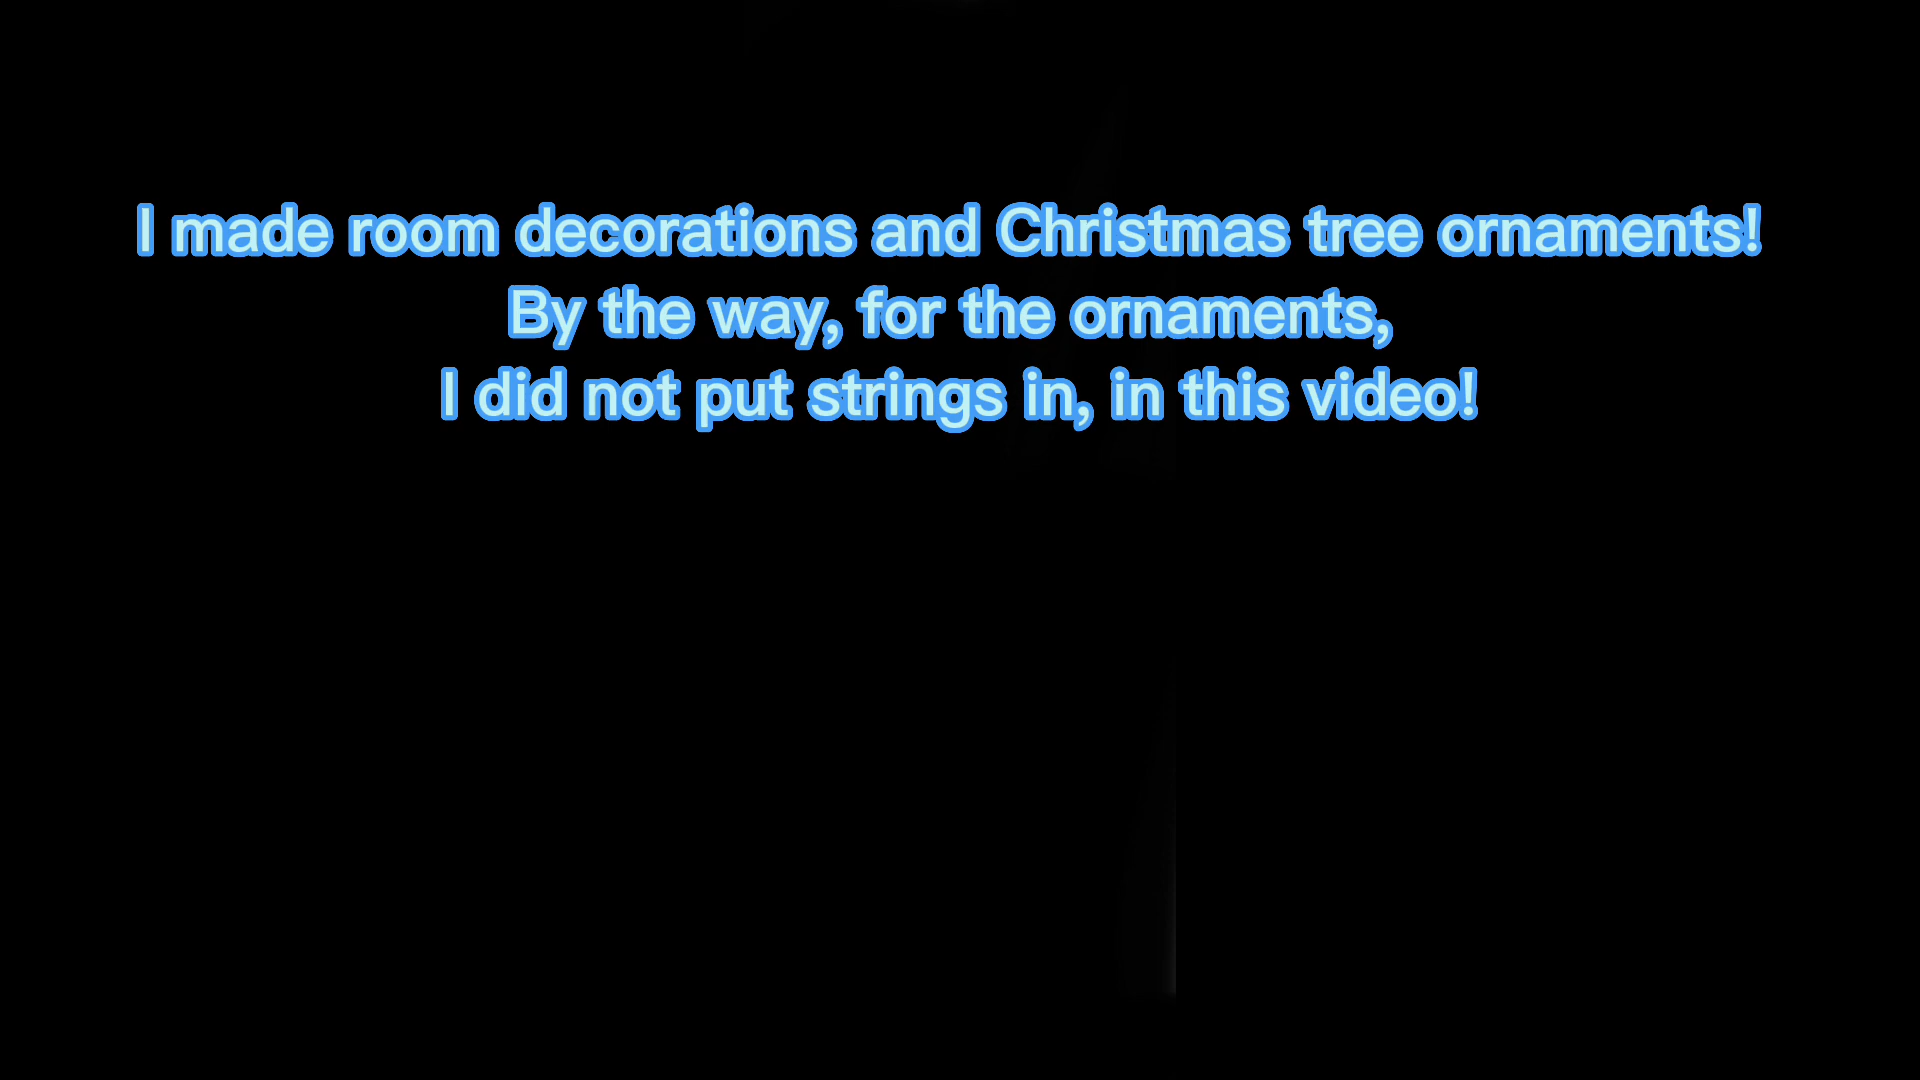 I made room decorations and Christmas tree ornaments!
By the way, for the ornaments,
I did not put strings in, in this video!